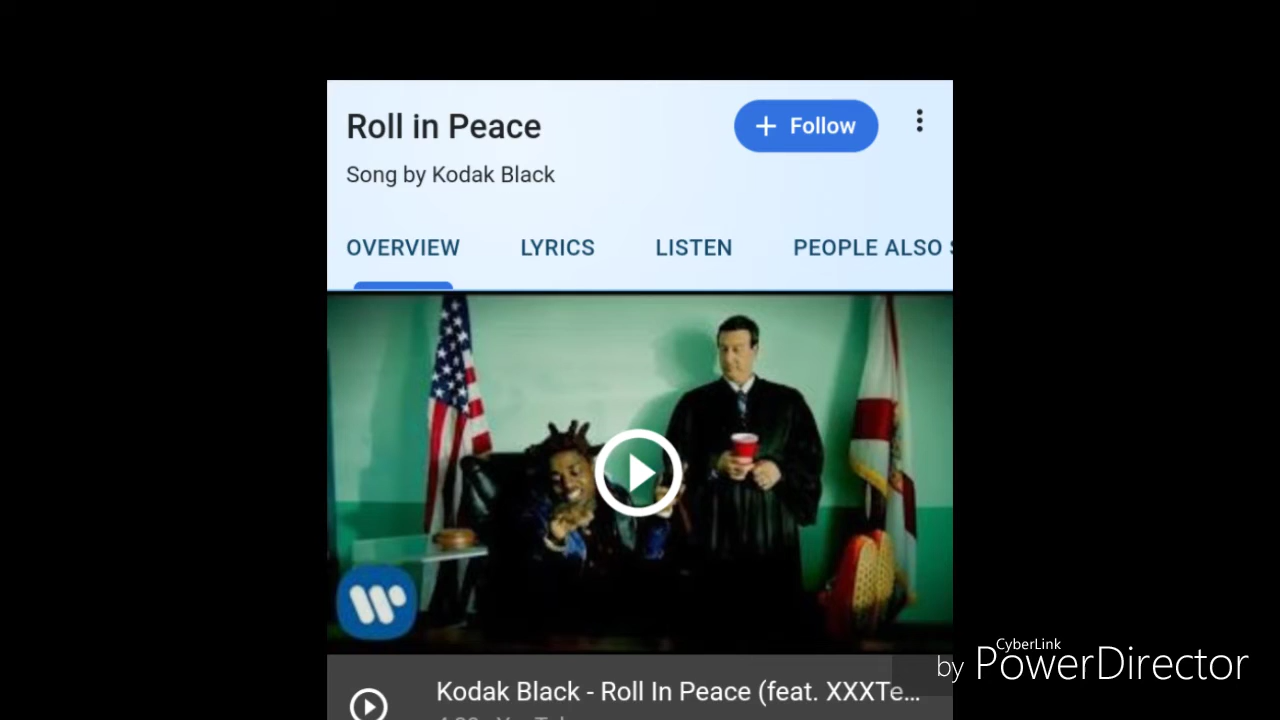 Roll in Peace
+ Follow
Song by Kodak Black
OVERVIEW LYRICS LISTEN PEOPLE ALSO
Kodak Black - Roll In Peace (feat. XXXTe...
CyberLink
by PowerDirector